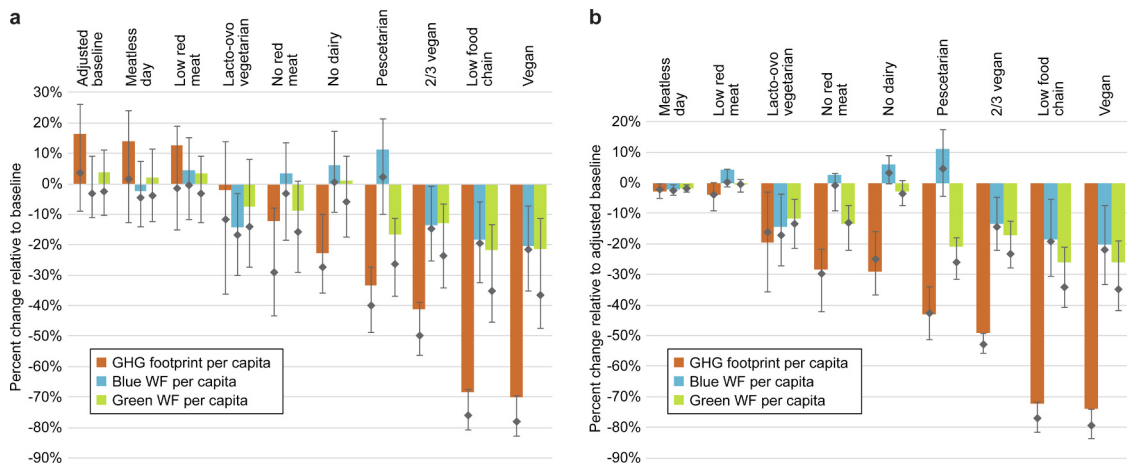 a
Adjusted
baseline
Meatless
day
Low red
meat
Lacto-ovo
vegetarian
No red
meat
No dairy
Pescetarian
2/3 vegan
Low food
chain
Vegan
Percent change relative to baseline
30%
20%
10%
0%
-10%
-20%
-30%
-40%
-50%
-60%
-70%
-80%
-90%
GHG footprint per capita
Blue WF per capita
Green WF per capita
b
Meatless
day
Low red
meat
Lacto-ovo
vegetarian
No red
meat
No dairy
Pescetarian
2/3 vegan
Low food
chain
Vegan
Percent change relative to adjusted baseline
20%
10%
0%
-10%
-20%
-30%
-40%
-50%
-60%
-70%
-80%
-90%
GHG footprint per capita
Blue WF per capita
Green WF per capita